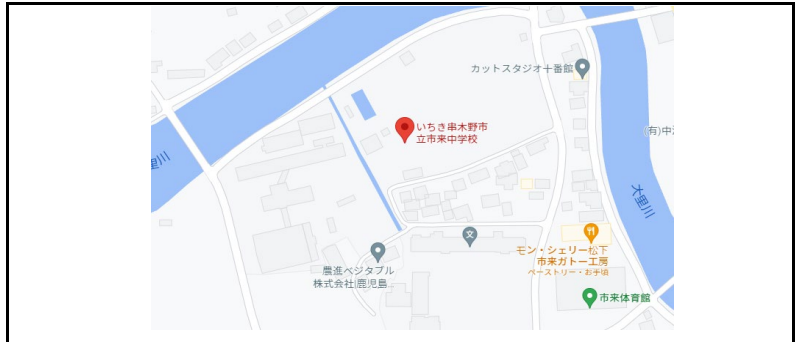 カットスタジオ十番館
いちき串木野市
立市来中学校
(有)中
大里川
大里川
文
モン・シェリー松下
市来ガトー工房
ペーストリー・お手頃
農進ベジタブル
株式会社(鹿児島...
市来体育館